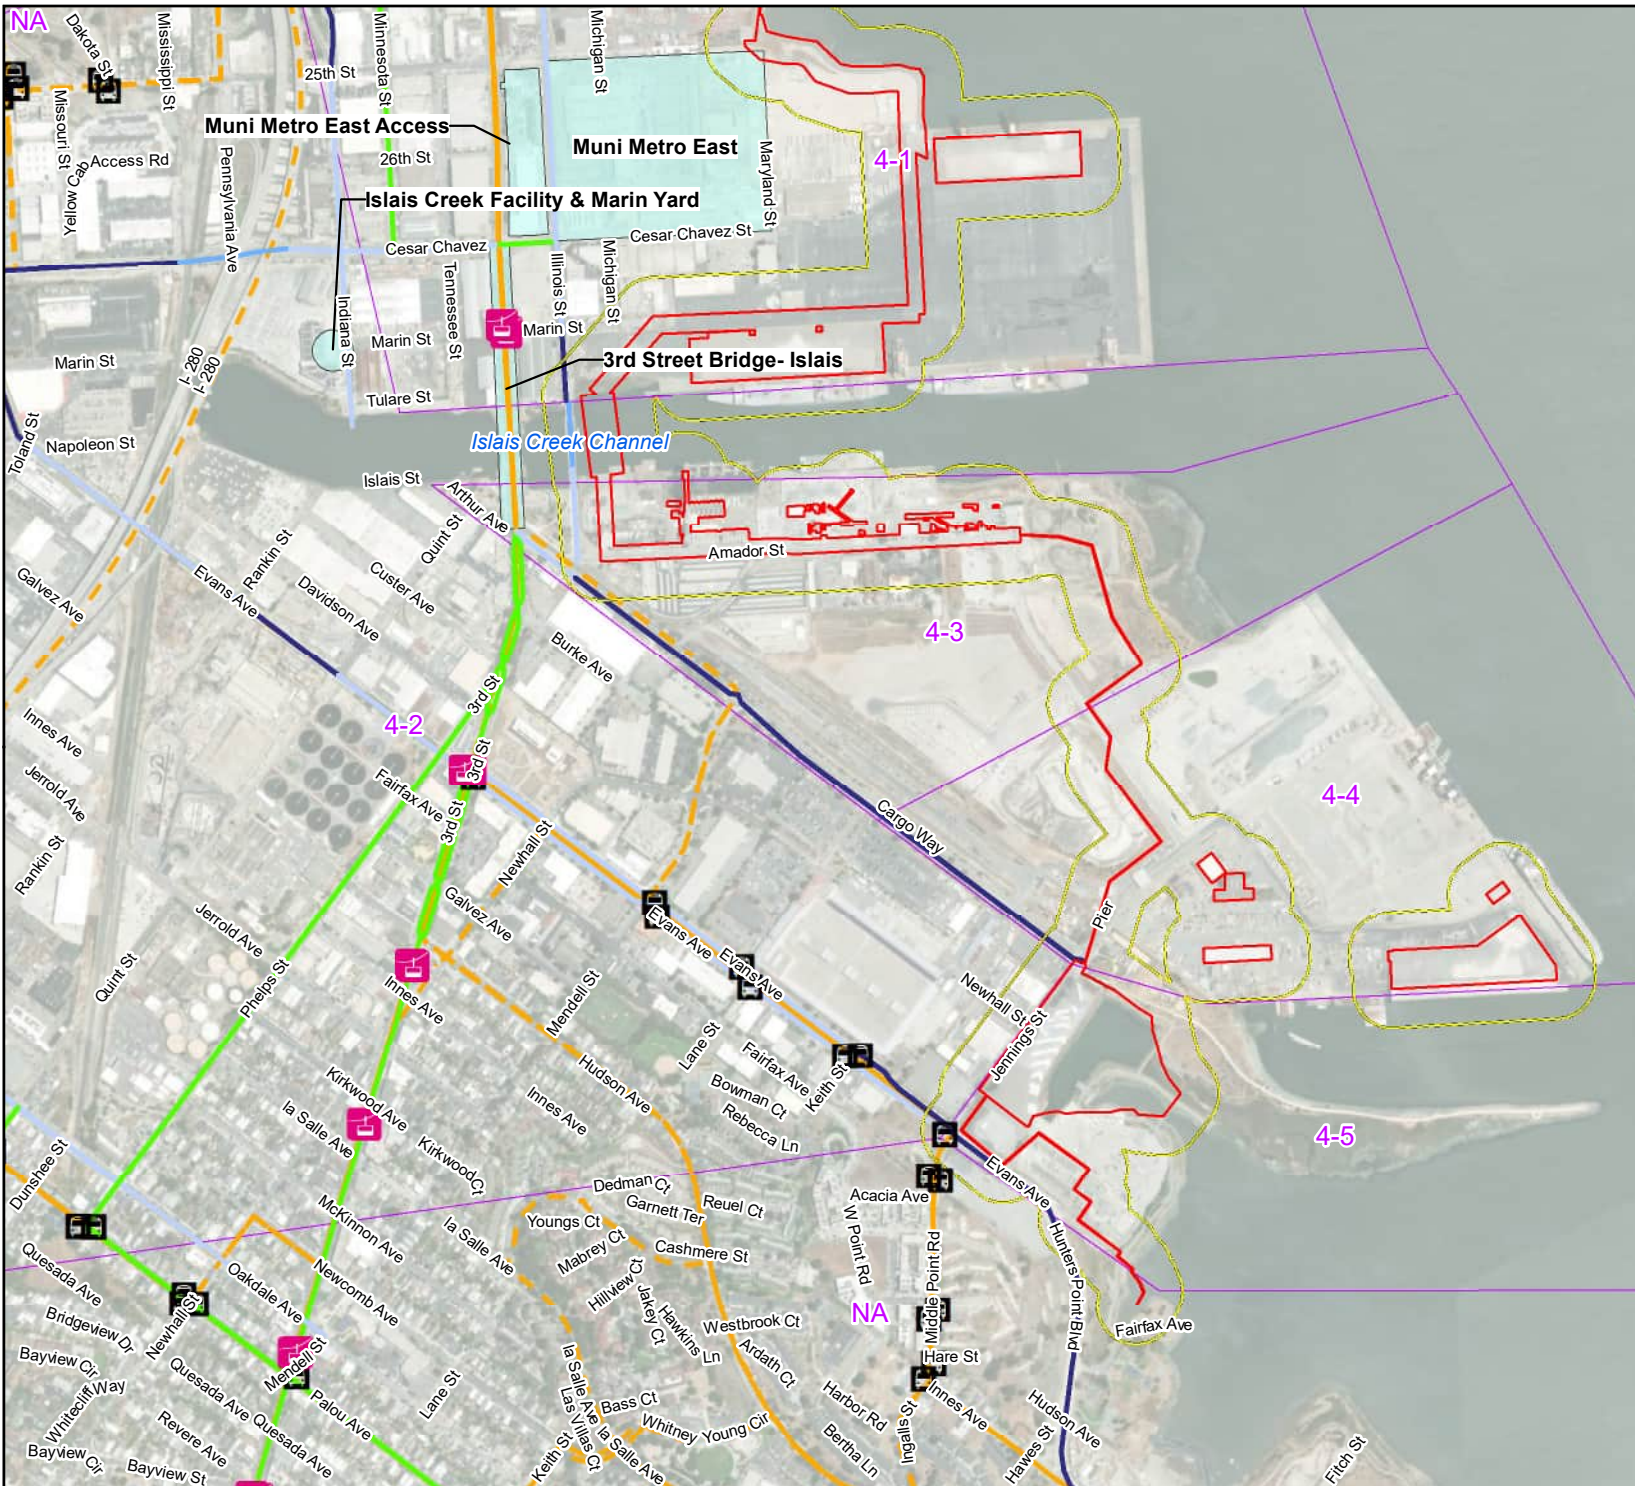 NA
Dakota St
Mississippi St
Minnesota St
Michigan St
25th St
Muni Metro East Access
Muni Metro East
Missouri St
Yellow Cab
Access Rd
26th St
Pennsylvania Ave
Maryland St
4-1
Islais Creek Facility & Marin Yard
Cesar Chavez
Cesar Chavez St
Tennessee St
Illinois St
Michigan St
Indiana St
Marin St
Marin St
Marin St
I- 280
I- 280
3rd Street Bridge- Islais
Tulare St
Toland St
Napoleon St
Islais Creek Channel
Islais St
Arthur Ave
Quint St
Rankin St
Amador St
Galvez Ave
Evans Ave
Davidson Ave
Custer Ave
4-3
Burke Ave
3rd St
Innes Ave
4-2
3rd St
Jerrold Ave
Fairfax Ave
3rd St
4-4
Cargo Way
Newhall St
Rankin St
Galvez Ave
Jerrold Ave
Evans Ave
Evans Ave
Pier
Quint St
Phelps St
Innes Ave
Mendell St
Newhall St
Jennings St
Lane St
Fairfax Ave
Keith St
Bowman Ct
Rebecca Ln
Hudson Ave
Innes Ave
Kirkwood Ave
la Salle Ave
Kirkwood Ct
4-5
Dunshee St
Dedman Ct
Evans Ave
Acacia Ave
Reuel Ct
Garnett Ter
McKinnon Ave
la Salle Ave
Youngs Ct
Mabrey Ct
Cashmere St
W Point Rd
Middle Point Rd
Hunters Point Blvd
Quesada Ave
Oakdale Ave
Newcomb Ave
Hillview Ct
Jakey Ct
Hawkins Ln
NA
Westbrook Ct
Fairfax Ave
Bridgeview Dr
Newhall St
Ardath Ct
Hare St
Bayview Cir
Mendell St
Whitecliff Way
Quesada Ave
Palou Ave
Lane St
la Salle Ave
Las Villas Ct
Bass Ct
Harbor Rd
Innes Ave
Ingalls St
Hudson Ave
Revere Ave
Quesada Ave
Whitney Young Cir
Bertha Ln
Hawes St
Bayview Cir
Bayview St
Keith St
la Salle Ave
Fitch St